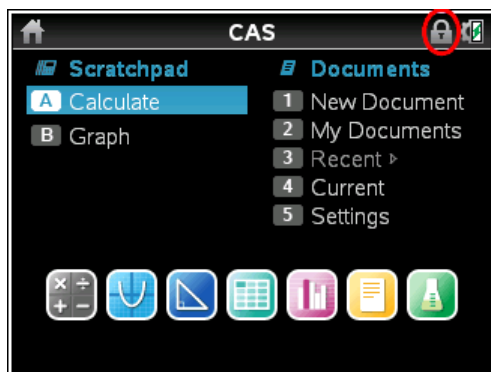 CAS
Scratchpad
A Calculate
B Graph
Documents
1 New Document
2 My Documents
3 Recent ▹
4 Current
5 Settings